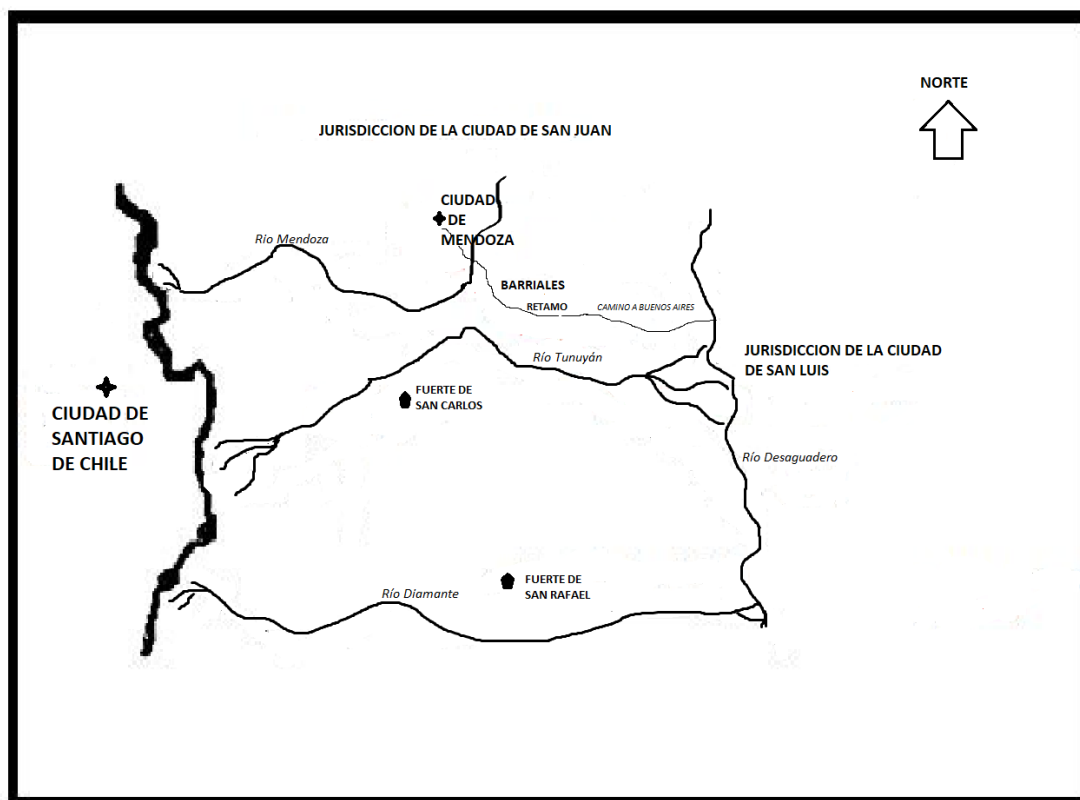 NORTE
JURISDICCION DE LA CIUDAD DE SAN JUAN
CIUDAD
DE
MENDOZA
Río Mendoza
BARRIALES
RETAMO
CAMINO A BUENOS AIRES
JURISDICCION DE LA CIUDAD
DE SAN LUIS
Río Tunuyán
FUERTE DE
SAN CARLOS
CIUDAD DE
SANTIAGO
DE CHILE
Río Desaguadero
FUERTE DE
SAN RAFAEL
Río Diamante